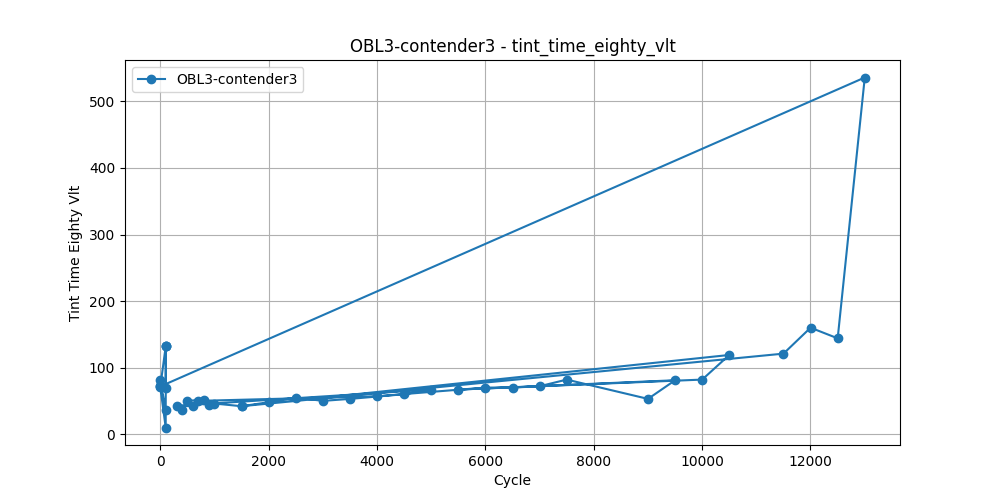 OBL3-contender3 - tint_time_eighty_vlt
OBL3-contender3
500
400
300
200
100
0
Tint Time Eighty Vlt
0 2000 4000 6000 8000 10000 12000
Cycle